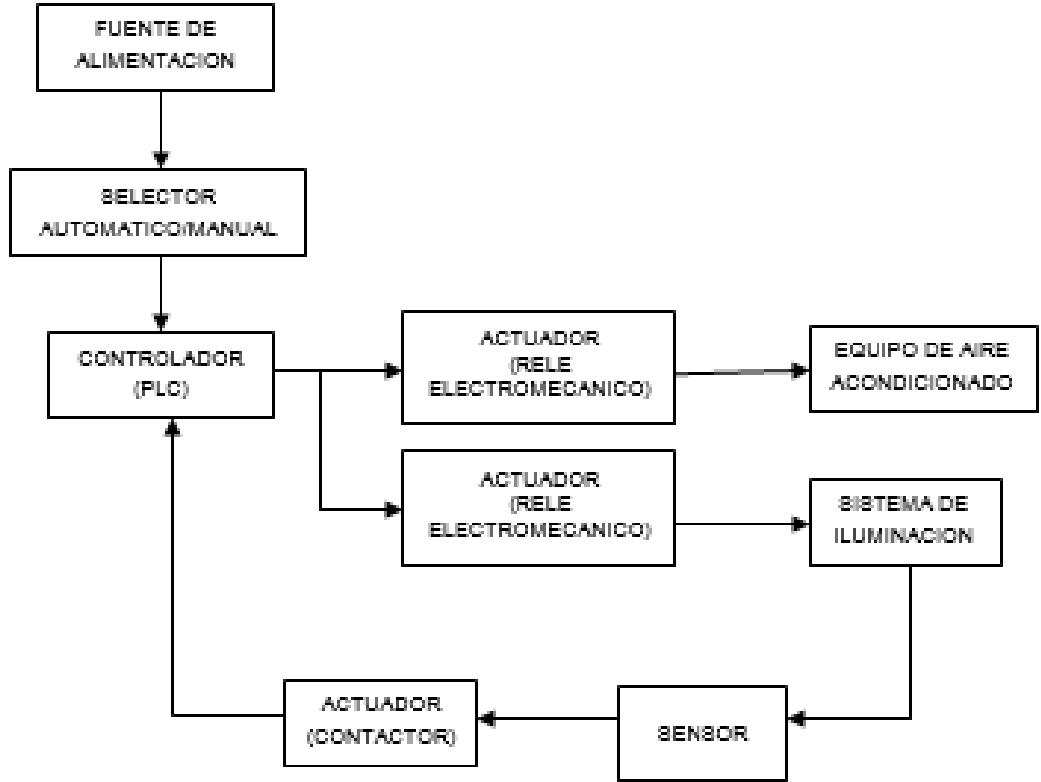 FUENTE DE
ALIMENTACION
SELECTOR
AUTOMATICO/MANUAL
CONTROLADOR
(PLC)
ACTUADOR
(RELE
ELECTROMECANICO)
EQUIPO DE AIRE
ACONDICIONADO
ACTUADOR
(RELE
ELECTROMECANICO)
SISTEMA DE
ILUMINACION
ACTUADOR
(CONTACTOR)
SENSOR